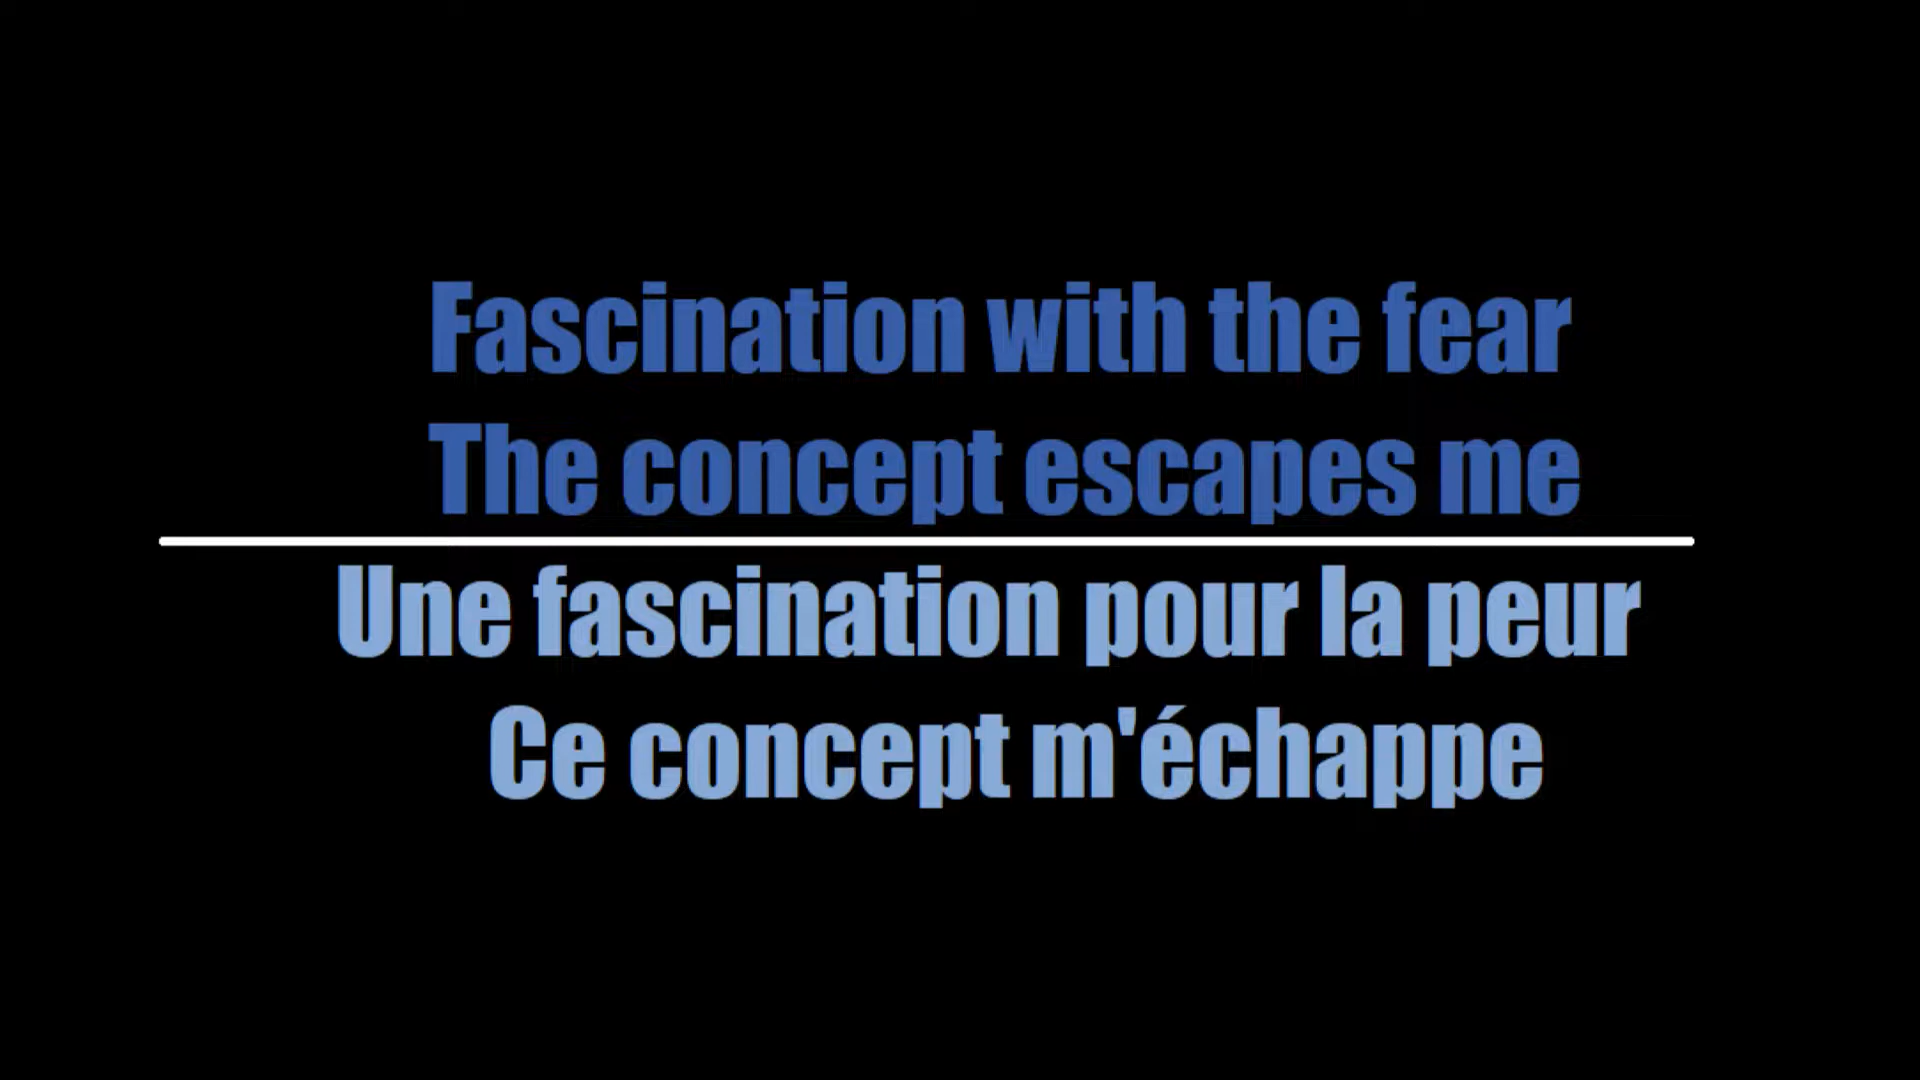 Fascination with the fear
The concept escapes me
Une fascination pour la peur
Ce concept m'échappe